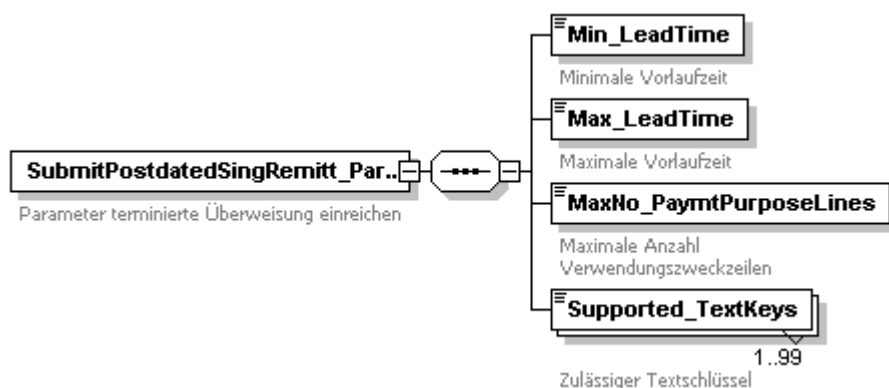 Min_LeadTime
Minimale Vorlaufzeit
Max_LeadTime
Maximale Vorlaufzeit
SubmitPostdatedSingRemitt_Par..
Parameter terminierte Überweisung einreichen
MaxNo_PaymtPurposeLines
Maximale Anzahl
Verwendungszweckzeilen
Supported_TextKeys
1..99
Zulässiger Textschlüssel